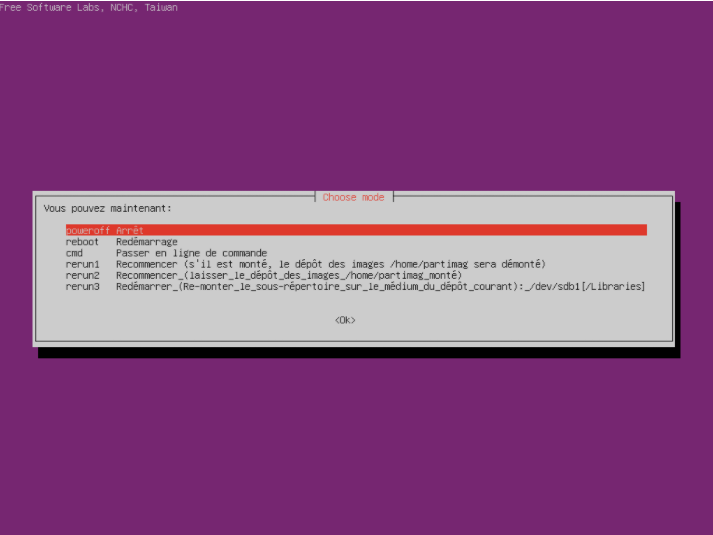 Free Software Labs, NCHC, Taiwan
Choose mode
Vous pouvez maintenant:
poweroff Arrêt
reboot Redémarrage
cmd Passer en ligne de commande
rerun1 Recommencer (s'il est monté, le dépôt des images /home/partimag sera démonté)
rerun2 Recommencer_(laisser_le_dépôt_des_images_/home/partimag_monté)
rerun3 Redémarrer_(Re-monter_le_sous-répertoire_sur_le_médium_du_dépôt_courant):_/dev/sdb1[/Libraries]
<Ok>